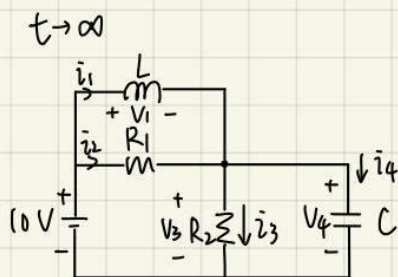 t→∞
i₁ L
+ V₁ -
i₂ R₁
↓i₄
+ + +
10V V₃ R₂ ↓i₃ V₄ C
- - -